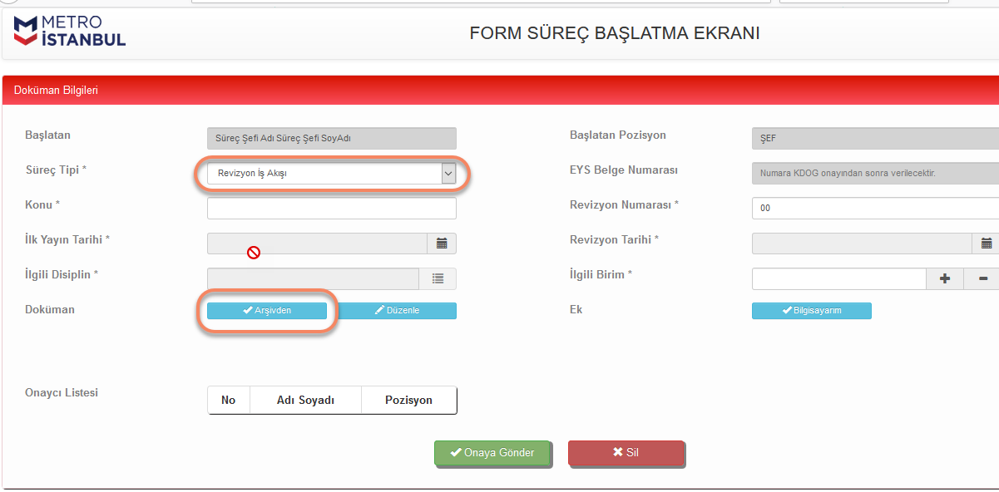 METRO
İSTANBUL
FORM SÜREÇ BAŞLATMA EKRANI
Doküman Bilgileri
Başlatan
Süreç Şefi Adı Süreç Şefi SoyAdı
Başlatan Pozisyon
ŞEF
Süreç Tipi *
Revizyon İş Akışı
EYS Belge Numarası
Numara KDOG onayından sonra verilecektir.
Konu *
Revizyon Numarası *
00
İlk Yayın Tarihi *
Revizyon Tarihi *
İlgili Disiplin *
İlgili Birim *
Doküman
Arşivden
Düzenle
Ek
Bilgisayarım
Onaycı Listesi
No
Adı Soyadı
Pozisyon
Onaya Gönder
Sil